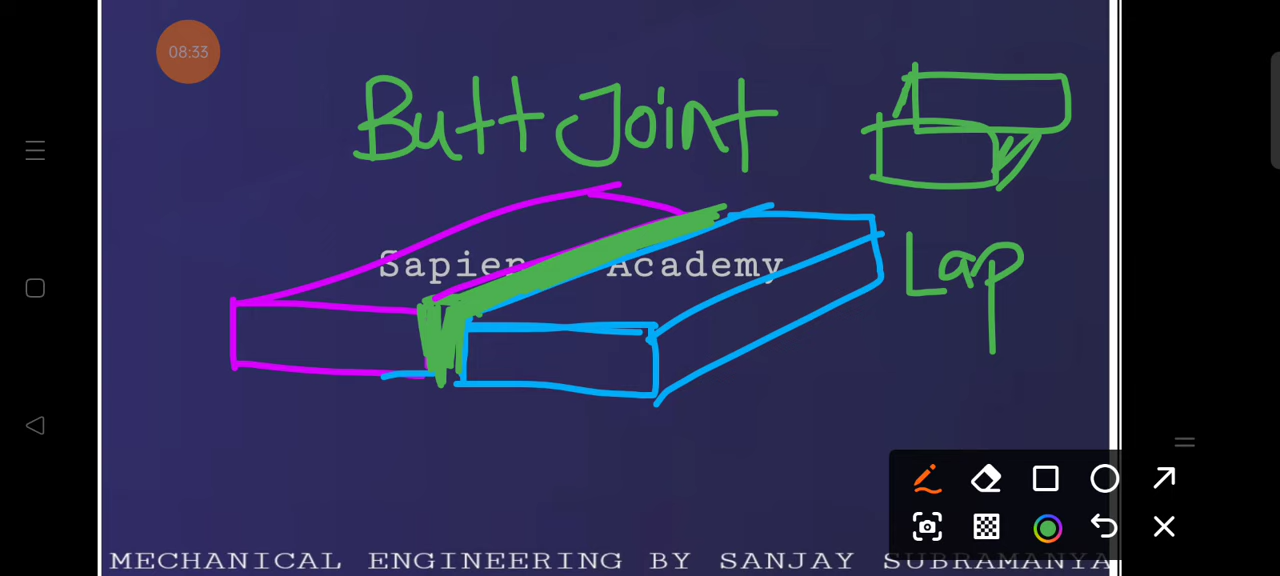 08:33
Butt Joint
Sapien Academy
Lap
MECHANICAL ENGINEERING BY SANJAY SUBRAMANYA